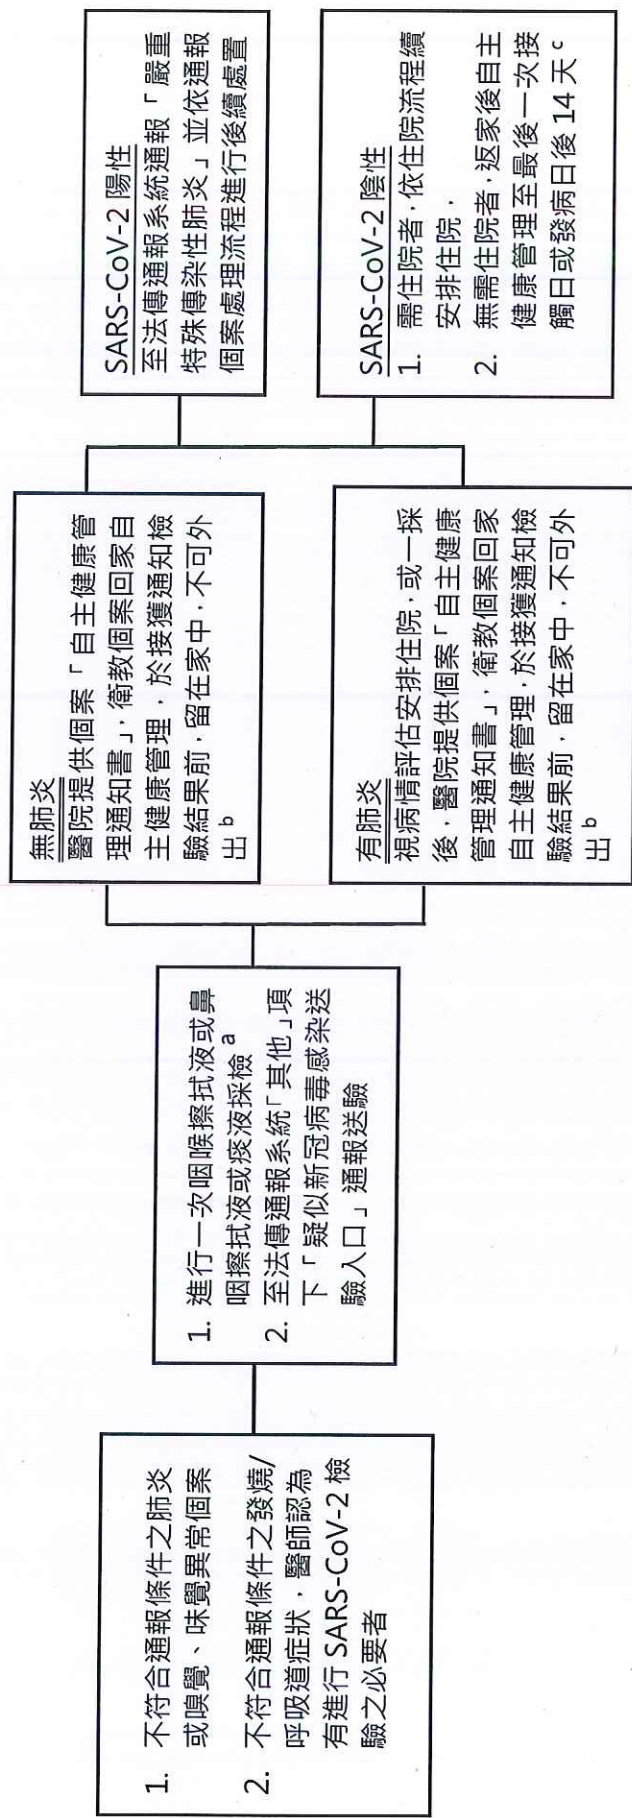 1. 不符合通報條件之肺炎
或嗅覺、味覺異常個案
2. 不符合通報條件之發燒/
呼吸道症狀，醫師認為
有進行 SARS-CoV-2 檢
驗之必要者
1. 進行一次咽喉擦拭液或鼻
咽擦拭液或痰液採檢 a
2. 至法傳通報系統「其他」項
下「疑似新冠病毒感染送
驗入口」通報送驗
無肺炎
醫院提供個案「自主健康管
理通知書」，衛教個案回家自
主健康管理，於接獲通知檢
驗結果前，留在家中，不可外
出 b
有肺炎
視病情評估安排住院，或一採
後，醫院提供個案「自主健康
管理通知書」，衛教個案回家
自主健康管理，於接獲通知檢
驗結果前，留在家中，不可外
出 b
SARS-CoV-2 陽性
至法傳通報系統通報「嚴重
特殊傳染性肺炎」並依通報
個案處理流程進行後續處置
SARS-CoV-2 陰性
1. 需住院者，依住院流程續
安排住院，
2. 無需住院者，返家後自主
健康管理至最後一次接
觸日或發病日後 14 天 c